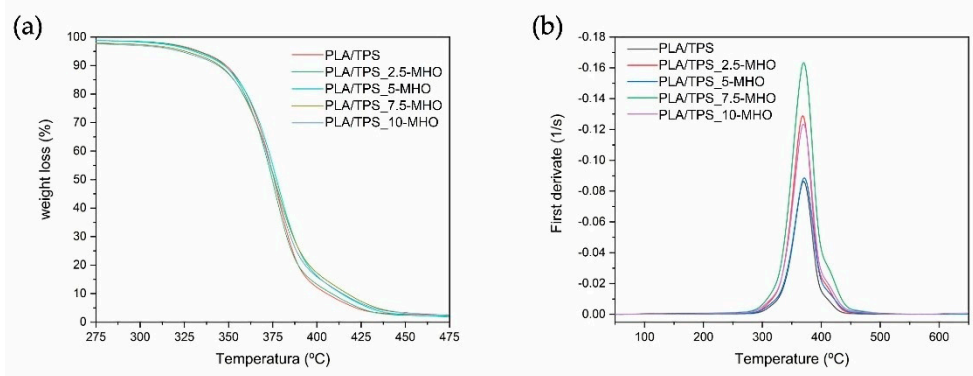 (a)
100
90
80
70
60
50
40
30
20
10
0
weight loss (%)
PLA/TPS
PLA/TPS_2.5-MHO
PLA/TPS_5-MHO
PLA/TPS_7.5-MHO
PLA/TPS_10-MHO
275 300 325 350 375 400 425 450 475
Temperatura (ºC)
(b)
-0.18
-0.16
-0.14
-0.12
-0.10
-0.08
-0.06
-0.04
-0.02
0.00
First derivate (1/s)
PLA/TPS
PLA/TPS_2.5-MHO
PLA/TPS_5-MHO
PLA/TPS_7.5-MHO
PLA/TPS_10-MHO
100 200 300 400 500 600
Temperature (ºC)